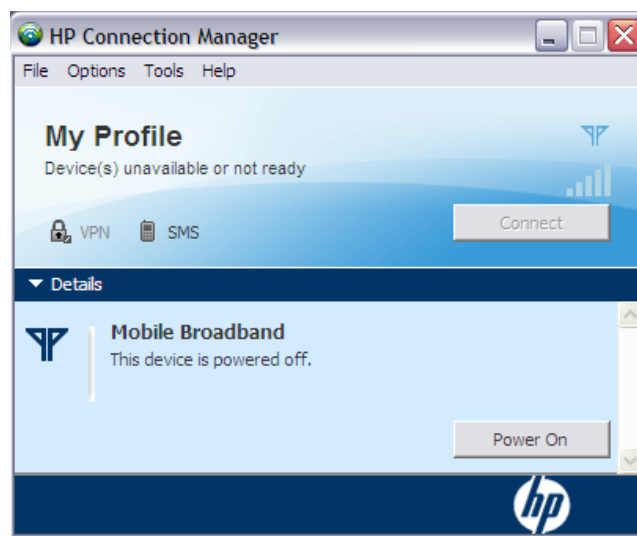 HP Connection Manager
File Options Tools Help
My Profile
Device(s) unavailable or not ready
VPN SMS
Connect
Details
Mobile Broadband
This device is powered off.
Power On
hp